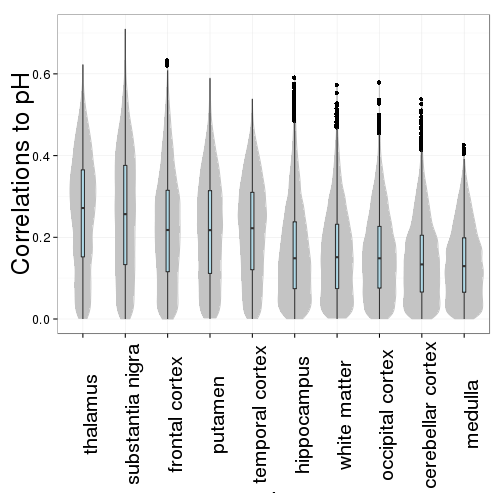 Correlations to pH
0.6
0.4
0.2
0.0
thalamus
substantia nigra
frontal cortex
putamen
temporal cortex
hippocampus
white matter
occipital cortex
cerebellar cortex
medulla